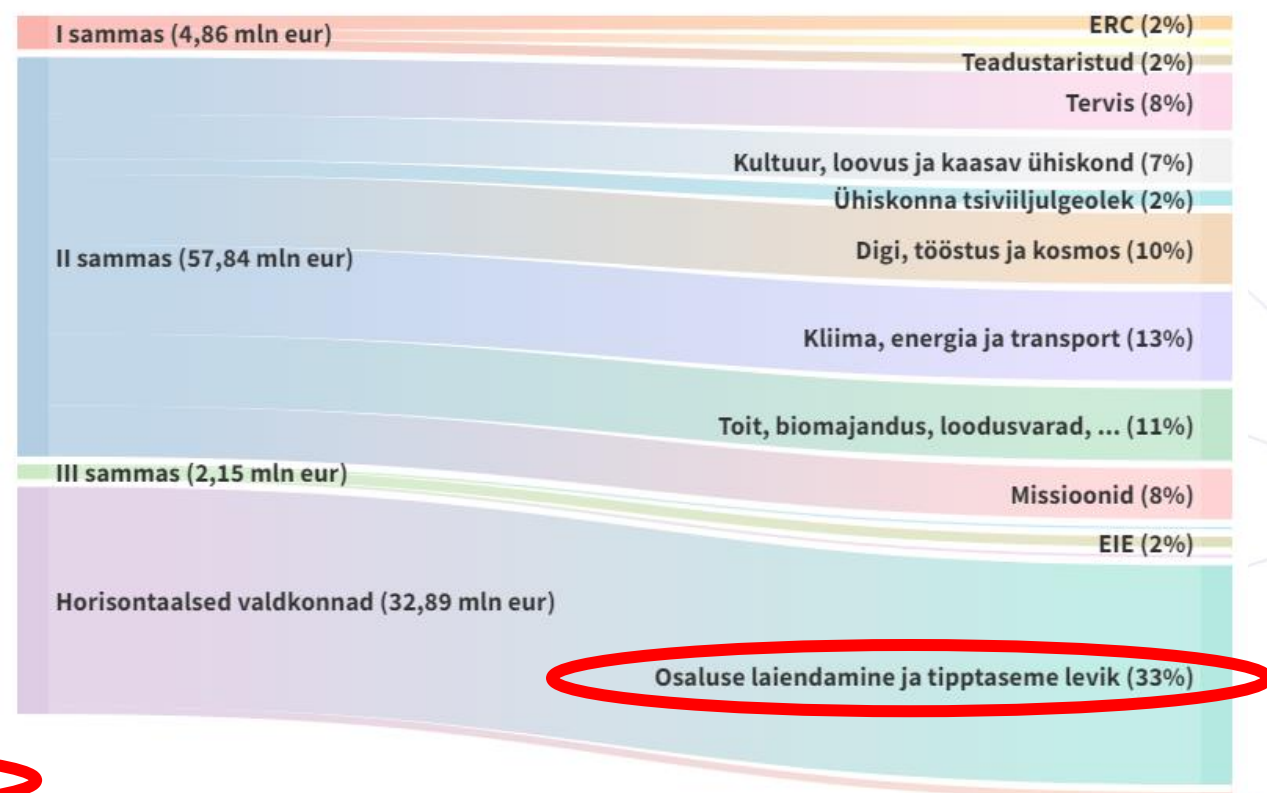 I sammas (4,86 mln eur)
ERC (2%)
Teadustaristud (2%)
Tervis (8%)
Kultuur, loovus ja kaasav ühiskond (7%)
Ühiskonna tsiviiljulgeolek (2%)
II sammas (57,84 mln eur)
Digi, tööstus ja kosmos (10%)
Kliima, energia ja transport (13%)
Toit, biomajandus, loodusvarad, ... (11%)
III sammas (2,15 mln eur)
Missioonid (8%)
EIE (2%)
Horisontaalsed valdkonnad (32,89 mln eur)
Osaluse laiendamine ja tipptaseme levik (33%)